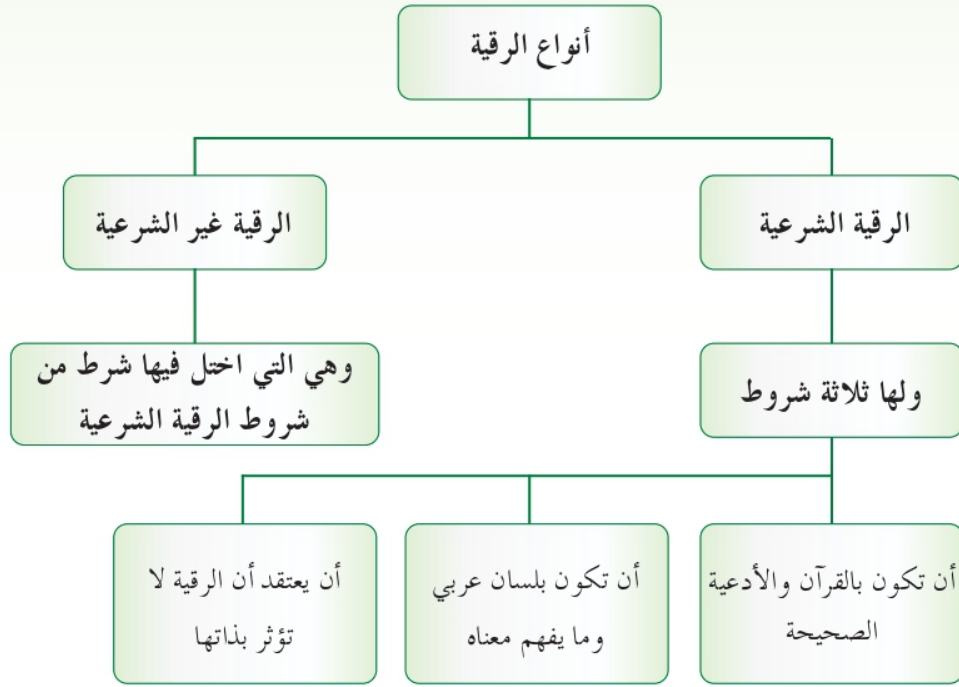 أنواع الرقية
الرقية الشرعية
الرقية غير الشرعية
ولها ثلاثة شروط
وهي التي اختل فيها شرط من
شروط الرقية الشرعية
أن تكون بالقرآن والأدعية
الصحيحة
أن تكون بلسان عربي
وما يفهم معناه
أن يعتقد أن الرقية لا
تؤثر بذاتها